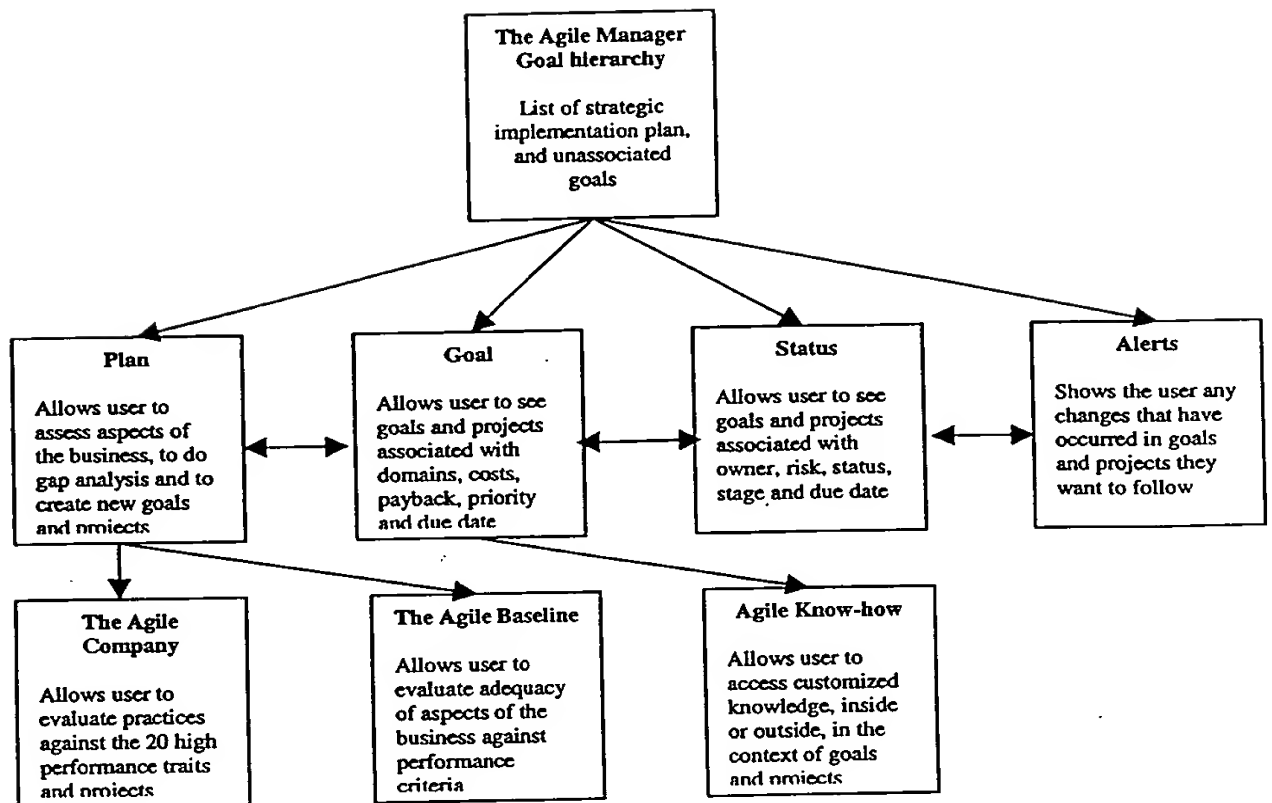 The Agile Manager
Goal hierarchy
List of strategic
implementation plan,
and unassociated
goals
Plan
Allows user to
assess aspects of
the business, to do
gap analysis and to
create new goals
and projects
Goal
Allows user to see
goals and projects
associated with
domains, costs,
payback, priority
and due date
Status
Allows user to see
goals and projects
associated with
owner, risk, status,
stage and due date
Alerts
Shows the user any
changes that have
occurred in goals
and projects they
want to follow
The Agile
Company
Allows user to
evaluate practices
against the 20 high
performance traits
and projects
The Agile Baseline
Allows user to
evaluate adequacy
of aspects of the
business against
performance
criteria
Agile Know-how
Allows user to
access customized
knowledge, inside
or outside, in the
context of goals
and projects